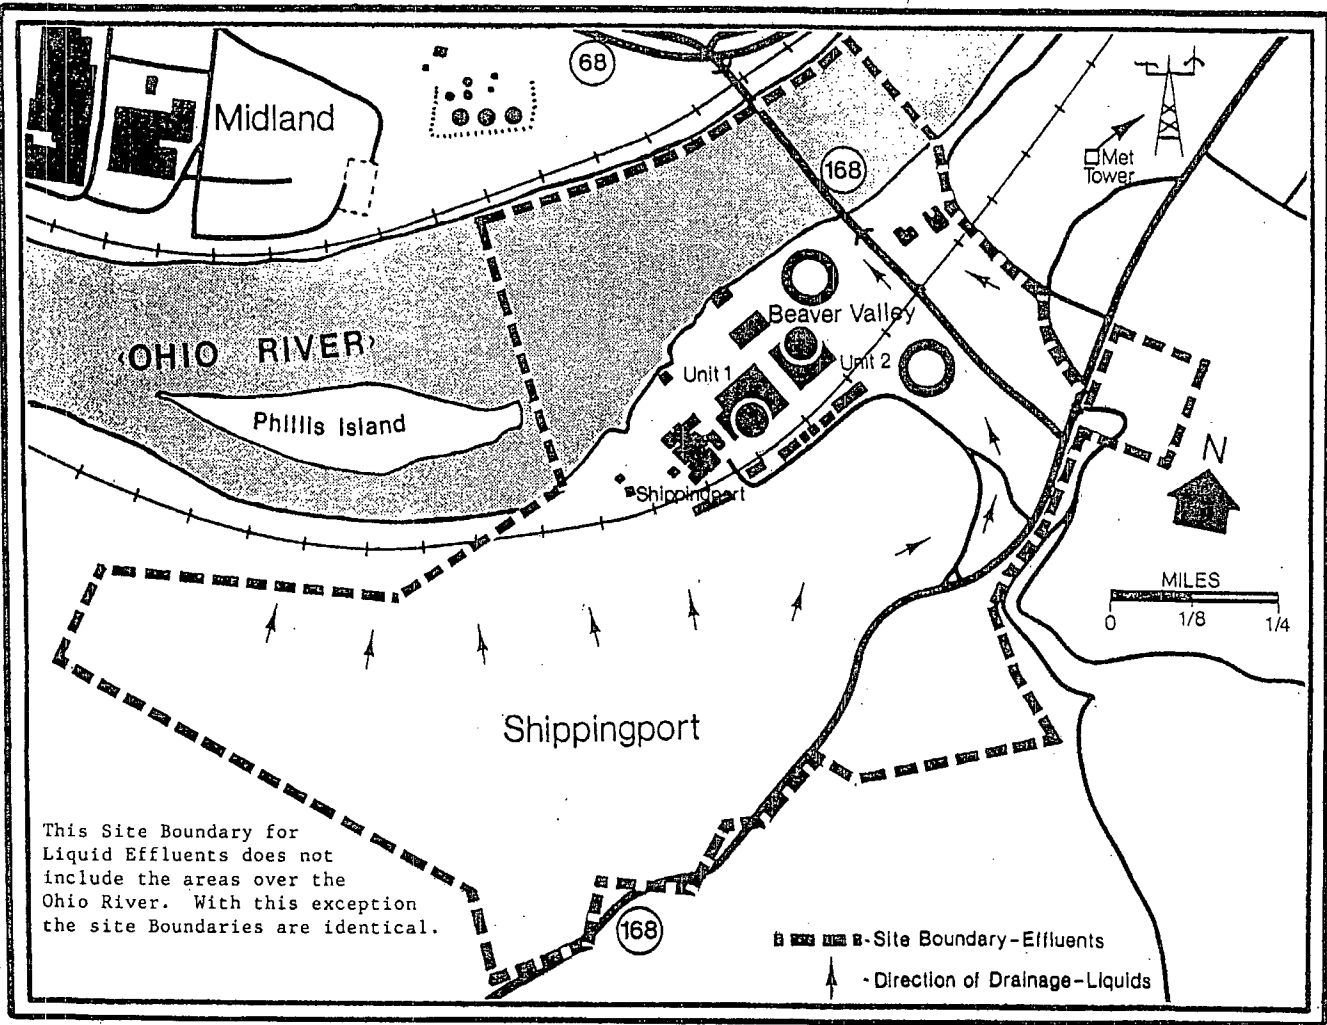 68
Midland
168
Met
Tower
Beaver Valley
OHIO RIVER
Unit 1
Unit 2
Phillis Island
N
Shippingport
MILES
0 1/8 1/4
Shippingport
This Site Boundary for
Liquid Effluents does not
include the areas over the
Ohio River. With this exception
the site Boundaries are identical.
168
-Site Boundary-Effluents
-Direction of Drainage-Liquids